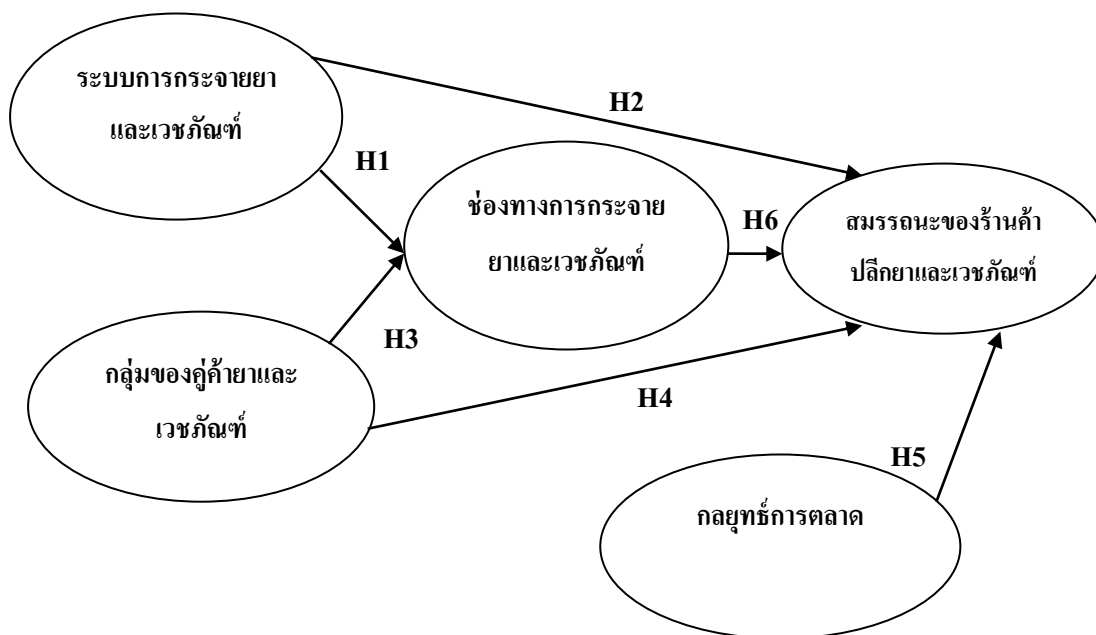 ระบบการกระจายยา
และเวชภัณฑ์
H2
H1
ช่องทางการกระจาย
ยาและเวชภัณฑ์
H6
สมรรถนะของร้านค้า
ปลีกยาและเวชภัณฑ์
H3
กลุ่มของคู่ค้ายาและ
เวชภัณฑ์
H4
H5
กลยุทธ์การตลาด